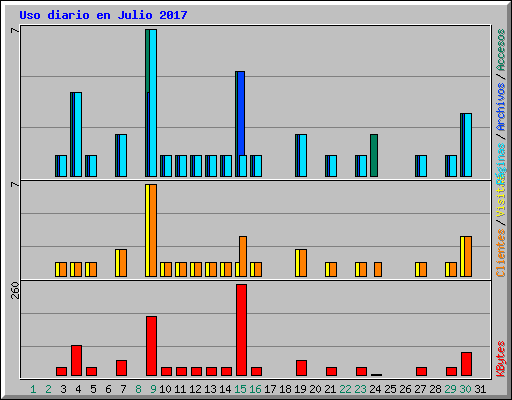 Uso diario en Julio 2017
7
7
260
Accesos / Archivos / Páginas
Clientes / Visitas
KBytes
1 2 3 4 5 6 7 8 9 10 11 12 13 14 15 16 17 18 19 20 21 22 23 24 25 26 27 28 29 30 31